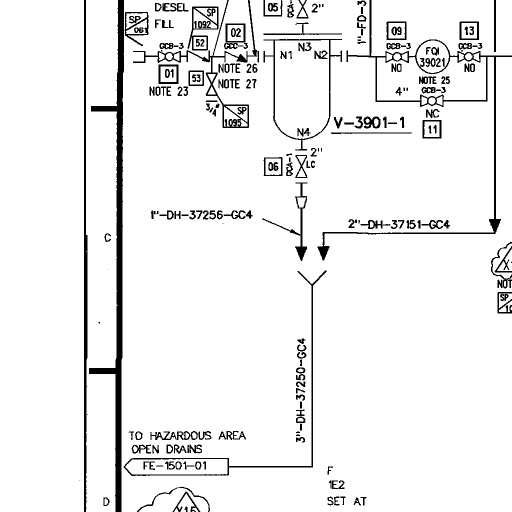 DIESEL
FILL
SP
1092
SP
061
05
2"
1"-FD-3
02
GCC-3
52
GCB-3
01
NOTE 23
53
NOTE 26
NOTE 27
3/4"
SP
1095
N3
N1
N2
N4
V-3901-1
09
GCB-3
NO
FQI
39021
13
GCB-3
NO
NOTE 25
GCB-3
4"
NC
11
06
GCA-1
2"
LC
1"-DH-37256-GC4
2"-DH-37151-GC4
C
3"-DH-37250-GC4
TO HAZARDOUS AREA
OPEN DRAINS
FE-1501-01
F
1E2
SET AT
D
X15
NOT
SP